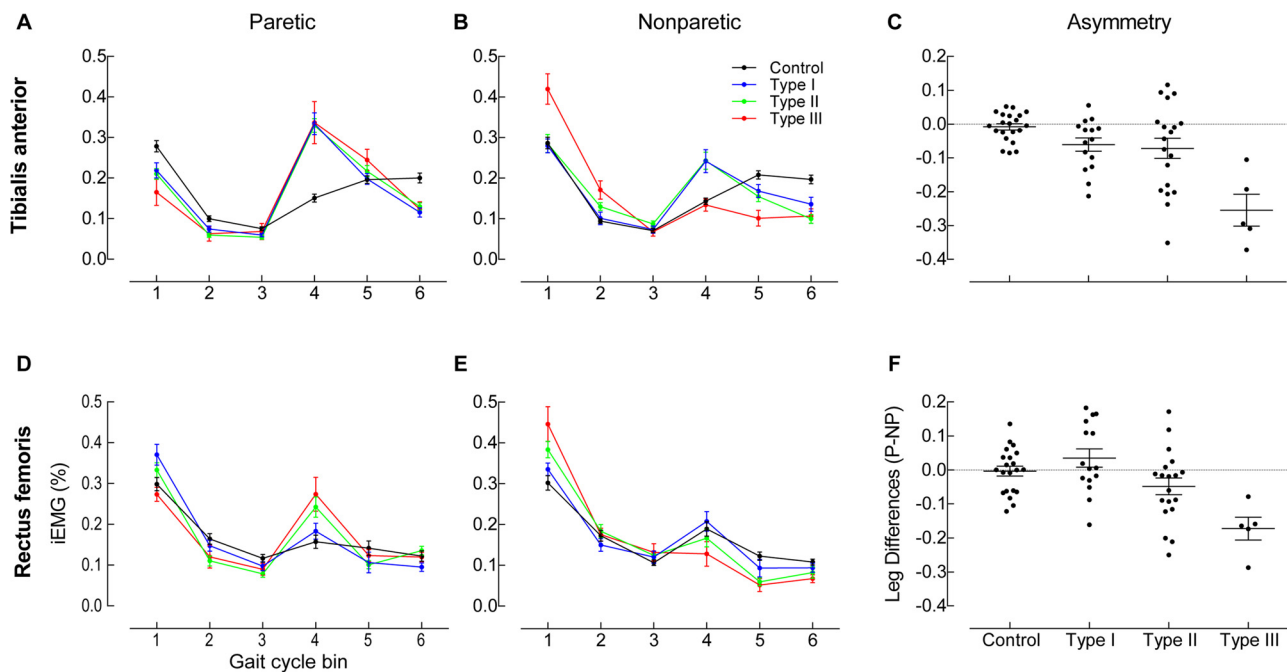 A Paretic B Nonparetic C Asymmetry
Tibialis anterior
0.5
0.4
0.3
0.2
0.1
0.0
1 2 3 4 5 6
0.5
0.4
0.3
0.2
0.1
0.0
Control
Type I
Type II
Type III
1 2 3 4 5 6
0.2
0.1
0.0
-0.1
-0.2
-0.3
-0.4
D E F
Rectus femoris
iEMG (%)
0.5
0.4
0.3
0.2
0.1
0.0
1 2 3 4 5 6
Gait cycle bin
0.5
0.4
0.3
0.2
0.1
0.0
1 2 3 4 5 6
Leg Differences (P-NP)
0.2
0.1
0.0
-0.1
-0.2
-0.3
-0.4
Control Type I Type II Type III